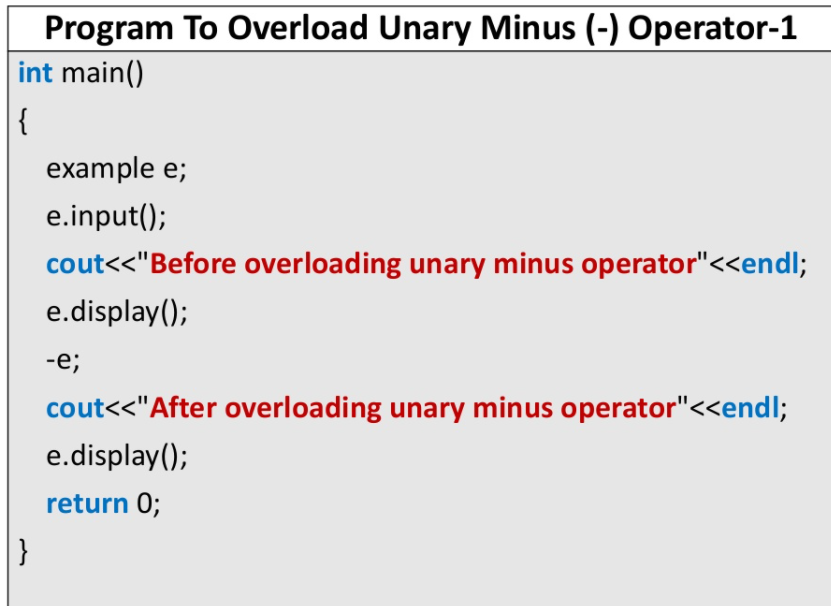 Program To Overload Unary Minus (-) Operator-1
int main()
{
example e;
e.input();
cout<<"Before overloading unary minus operator"<<endl;
e.display();
-e;
cout<<"After overloading unary minus operator"<<endl;
e.display();
return 0;
}